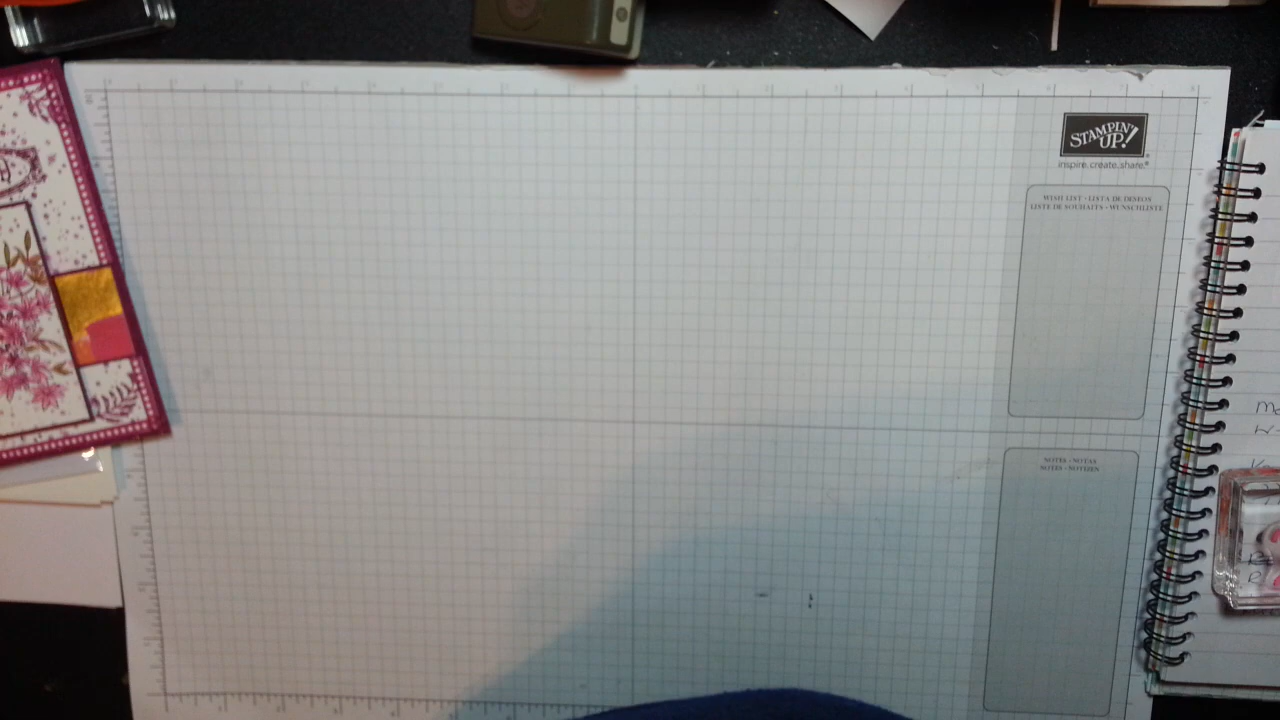 STAMPIN' UP!
inspire.create.share.®
WISH LIST • LISTA DE DESEOS
LISTE DE SOUHAITS • WUNSCHLISTE
NOTES • NOTAS
NOTES • NOTIZEN